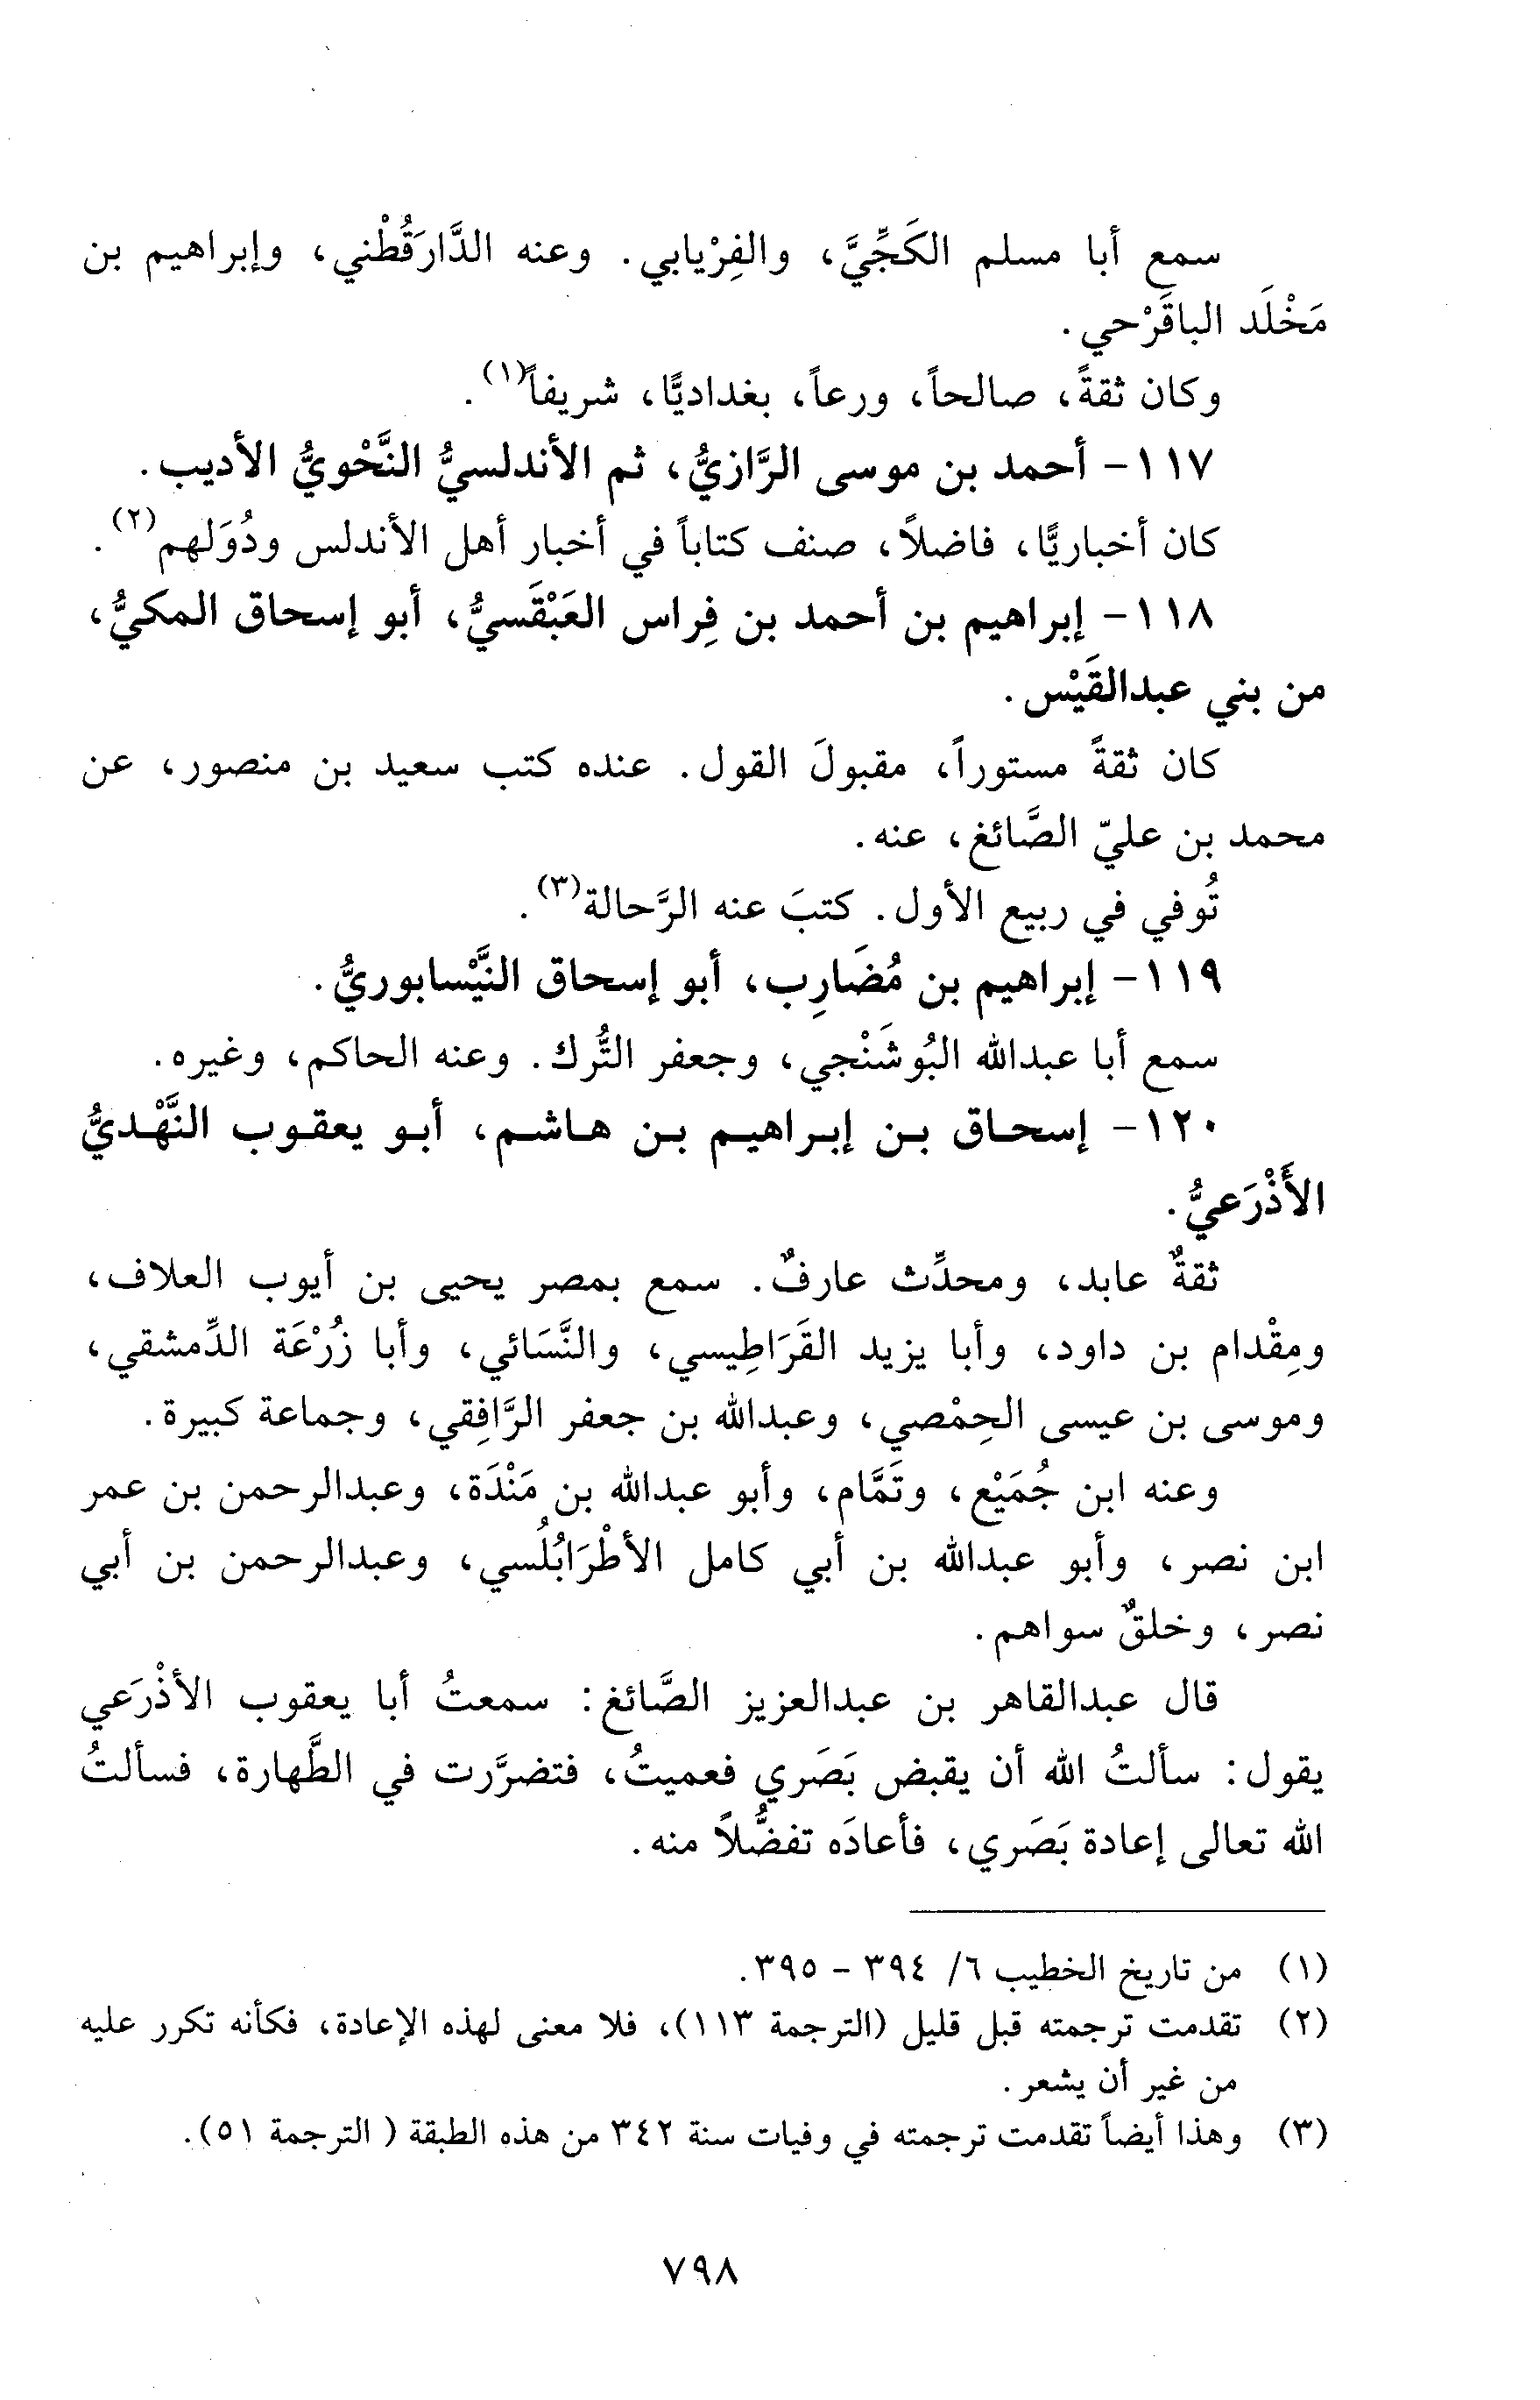 سمع أبا مسلم الكَجِّيَّ، والفِرْيابي. وعنه الدَّارَقُطْني، وإبراهيم بن
مَخْلَد الباقَرْحي.
وكان ثقةً، صالحاً، ورعاً، بغداديًّا، شريفاً(١).
١١٧- أحمد بن موسى الرَّازيُّ، ثم الأندلسيُّ النَّحْويُّ الأديب.
كان أخباريًّا، فاضلاً، صنف كتاباً في أخبار أهل الأندلس ودُوَلهم(٢).
١١٨- إبراهيم بن أحمد بن فِراس العَبْقَسيُّ، أبو إسحاق المكيُّ،
من بني عبدالقَيْس.
كان ثقةً مستوراً، مقبولَ القول. عنده كتب سعيد بن منصور، عن
محمد بن عليّ الصَّائغ، عنه.
تُوفي في ربيع الأول. كتبَ عنه الرَّحالة(٣).
١١٩- إبراهيم بن مُضَارِب، أبو إسحاق النَّيْسابوريُّ.
سمع أبا عبدالله البُوشَنْجي، وجعفر التُّرك. وعنه الحاكم، وغيره.
١٢٠- إسحاق بن إبراهيم بن هاشم، أبو يعقوب النَّهْديُّ
الأَذْرَعيُّ.
ثقةٌ عابد، ومحدِّث عارفٌ. سمع بمصر يحيى بن أيوب العلاف،
ومِقْدام بن داود، وأبا يزيد القَرَاطِيسي، والنَّسَائي، وأبا زُرْعَة الدِّمشقي،
وموسى بن عيسى الحِمْصي، وعبدالله بن جعفر الرَّافِقي، وجماعة كبيرة.
وعنه ابن جُمَيْع، وتَمَّام، وأبو عبدالله بن مَنْدَة، وعبدالرحمن بن عمر
ابن نصر، وأبو عبدالله بن أبي كامل الأطْرَابُلُسي، وعبدالرحمن بن أبي
نصر، وخلقٌ سواهم.
قال عبدالقاهر بن عبدالعزيز الصَّائغ: سمعتُ أبا يعقوب الأذْرَعي
يقول: سألتُ الله أن يقبض بَصَري فعميتُ، فتضرَّرت في الطَّهارة، فسألتُ
الله تعالى إعادة بَصَري، فأعادَه تفضُّلاً منه.
(١) من تاريخ الخطيب ٦/ ٣٩٤ - ٣٩٥.
(٢) تقدمت ترجمته قبل قليل (الترجمة ١١٣)، فلا معنى لهذه الإعادة، فكأنه تكرر عليه
من غير أن يشعر.
(٣) وهذا أيضاً تقدمت ترجمته في وفيات سنة ٣٤٢ من هذه الطبقة ( الترجمة ٥١).
٧٩٨